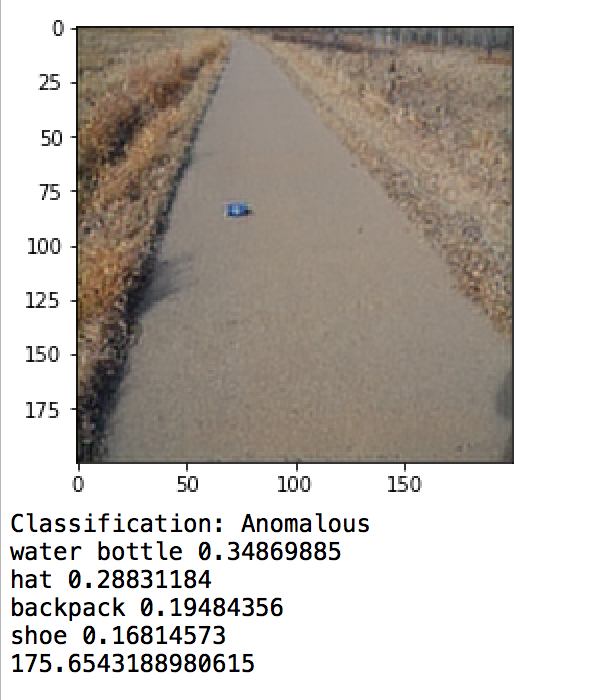 0
25
50
75
100
125
150
175
0 50 100 150
Classification: Anomalous
water bottle 0.34869885
hat 0.28831184
backpack 0.19484356
shoe 0.16814573
175.6543188980615